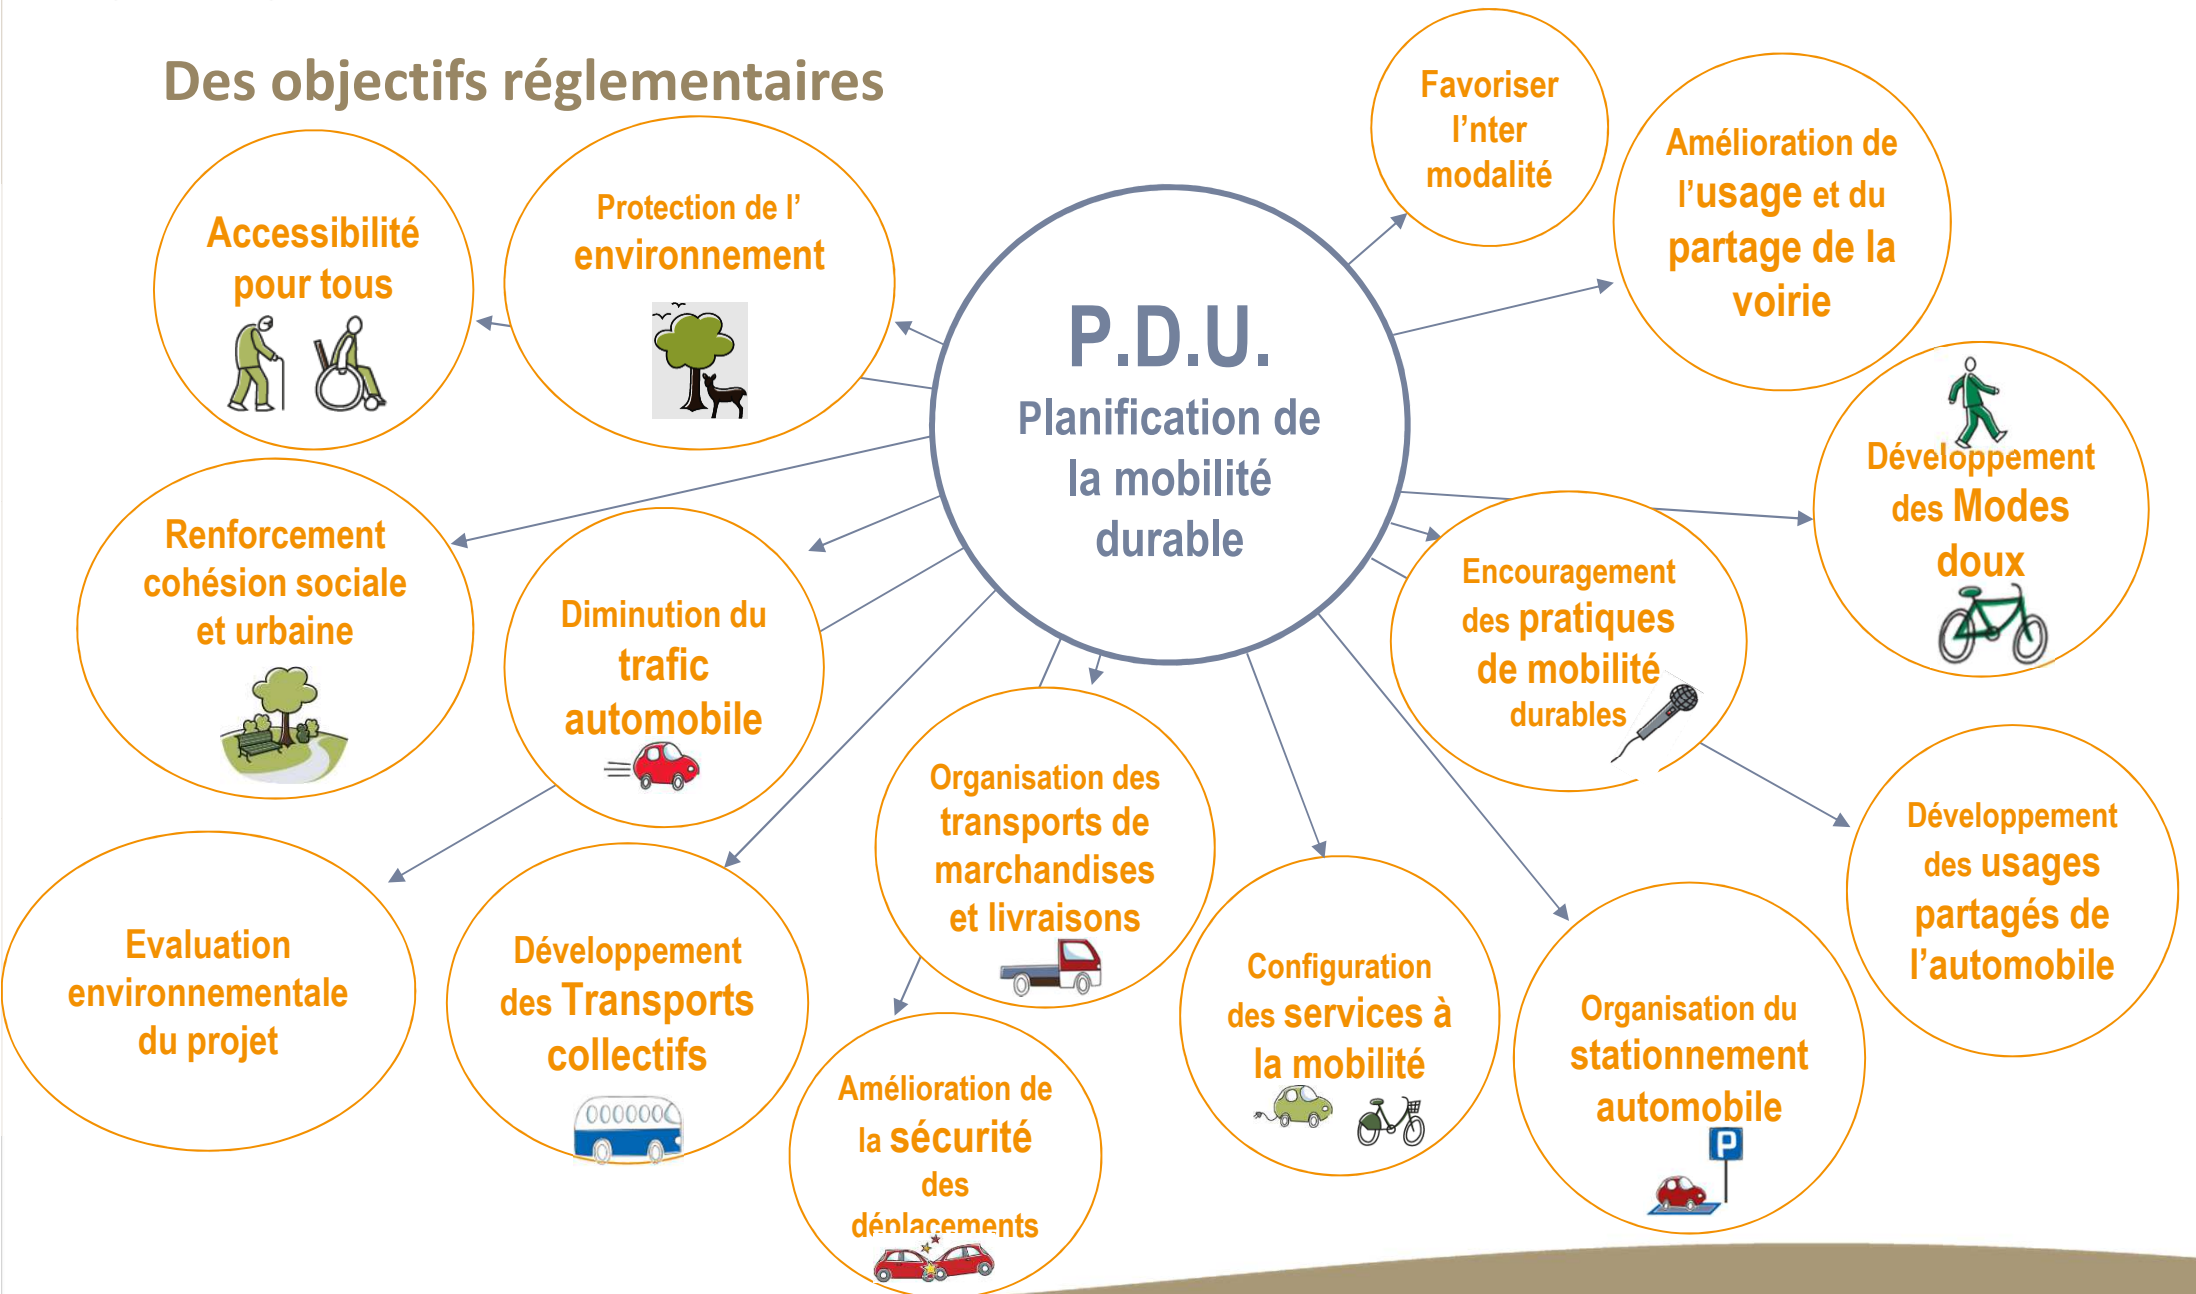 Des objectifs réglementaires
Accessibilité
pour tous
Protection de l’
environnement
P.D.U.
Planification de
la mobilité
durable
Favoriser
l’nter
modalité
Amélioration de
l’usage et du
partage de la
voirie
Développement
des Modes
doux
Renforcement
cohésion sociale
et urbaine
Diminution du
trafic
automobile
Encouragement
des pratiques
de mobilité
durables
Organisation des
transports de
marchandises
et livraisons
Développement
des usages
partagés de
l’automobile
Evaluation
environnementale
du projet
Développement
des Transports
collectifs
Configuration
des services à
la mobilité
Organisation du
stationnement
automobile
P
Amélioration de
la sécurité
des
déplacements